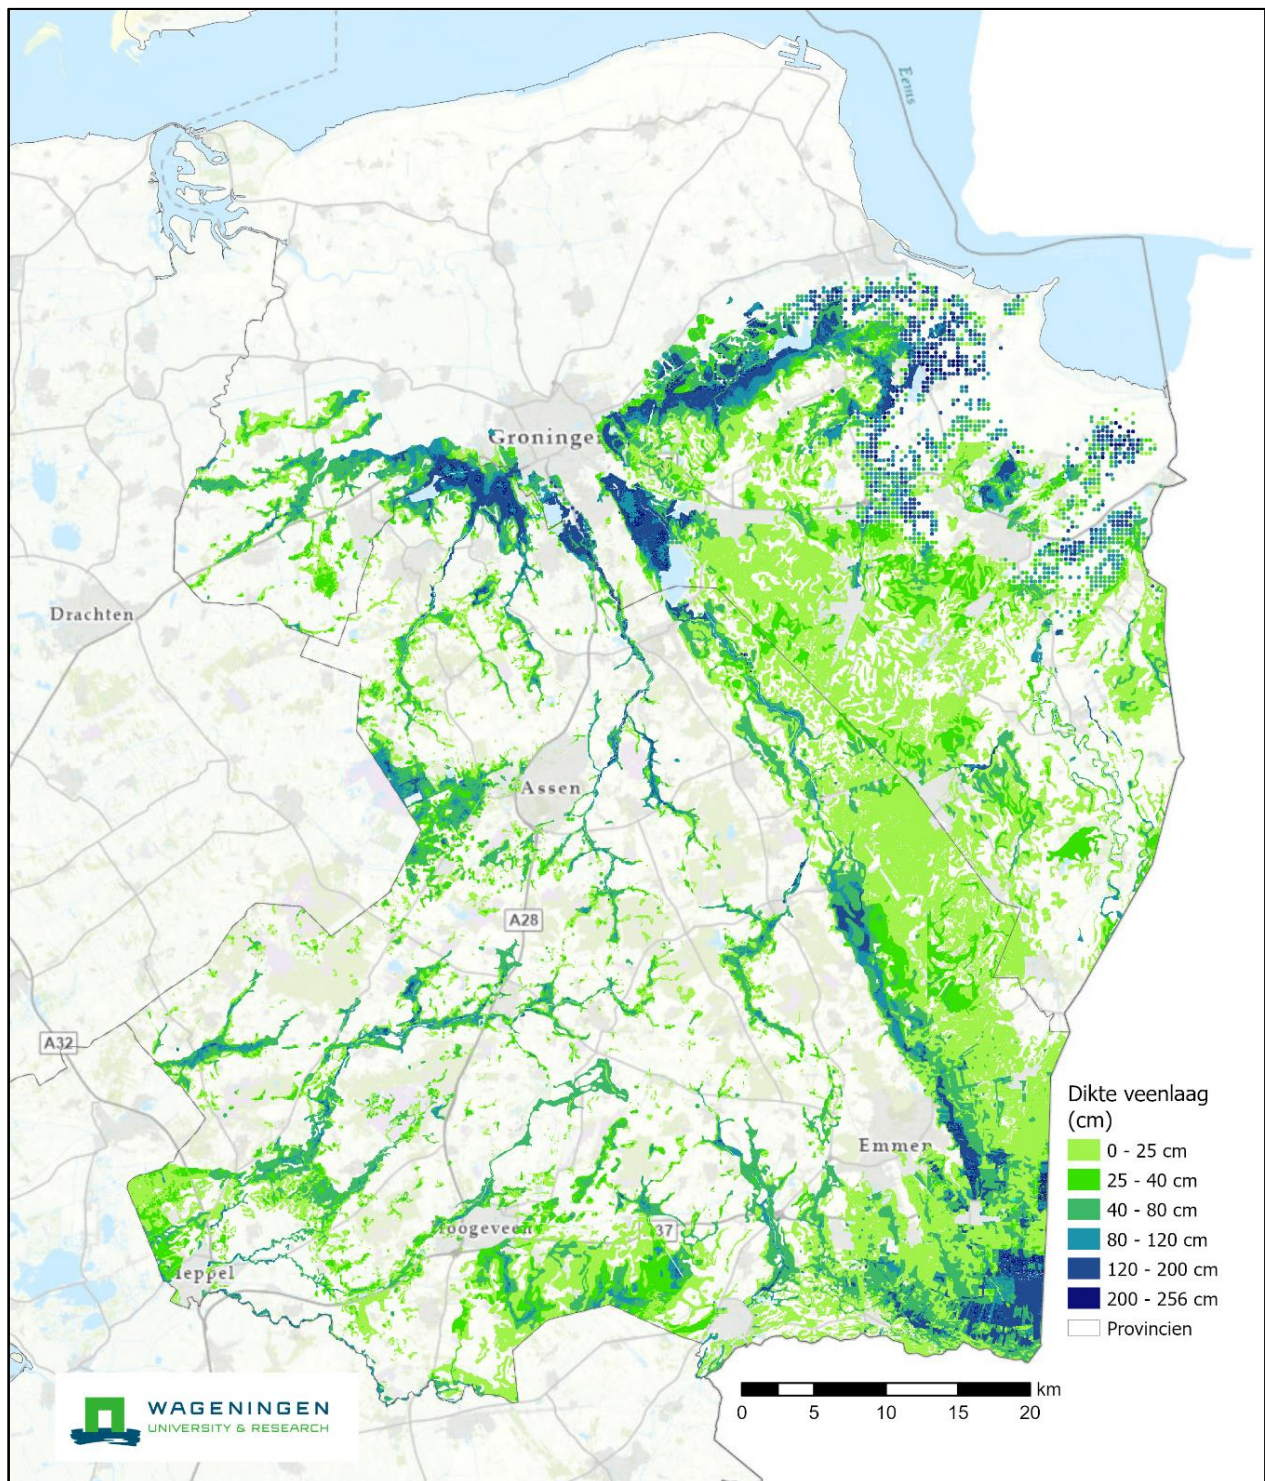 Eems
Groninge
Drachten
Assen
A28
A32
Emmen
Hoogeveen
37
Meppel
Dikte veenlaag
(cm)
0 - 25 cm
25 - 40 cm
40 - 80 cm
80 - 120 cm
120 - 200 cm
200 - 256 cm
Provincien
km
0 5 10 15 20
WAGENINGEN
UNIVERSITY & RESEARCH